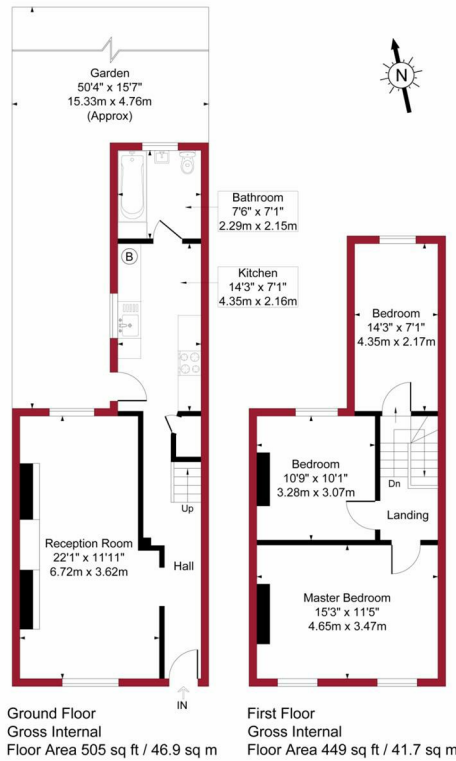 Garden
50'4" x 15'7"
15.33m x 4.76m
(Approx)
N
Bathroom
7'6" x 7'1"
2.29m x 2.15m
B
Kitchen
14'3" x 7'1"
4.35m x 2.16m
Up
Reception Room
22'1" x 11'11"
6.72m x 3.62m
Hall
IN
Ground Floor
Gross Internal
Floor Area 505 sq ft / 46.9 sq m
Bedroom
14'3" x 7'1"
4.35m x 2.17m
Bedroom
10'9" x 10'1"
3.28m x 3.07m
Dn
Landing
Master Bedroom
15'3" x 11'5"
4.65m x 3.47m
First Floor
Gross Internal
Floor Area 449 sq ft / 41.7 sq m